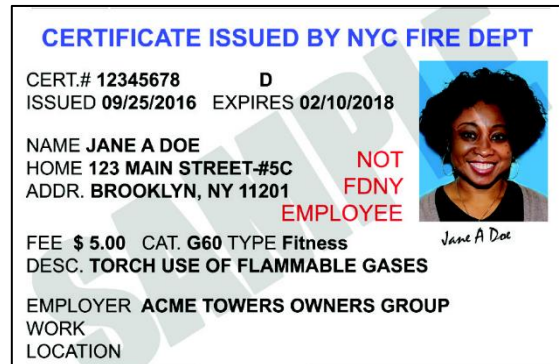 CERTIFICATE ISSUED BY NYC FIRE DEPT
CERT.# 12345678 D
ISSUED 09/25/2016 EXPIRES 02/10/2018
NAME JANE A DOE
HOME 123 MAIN STREET-#5C
ADDR. BROOKLYN, NY 11201
NOT
FDNY
EMPLOYEE
Jane A Doe
FEE $ 5.00 CAT. G60 TYPE Fitness
DESC. TORCH USE OF FLAMMABLE GASES
EMPLOYER ACME TOWERS OWNERS GROUP
WORK
LOCATION
SAMPLE